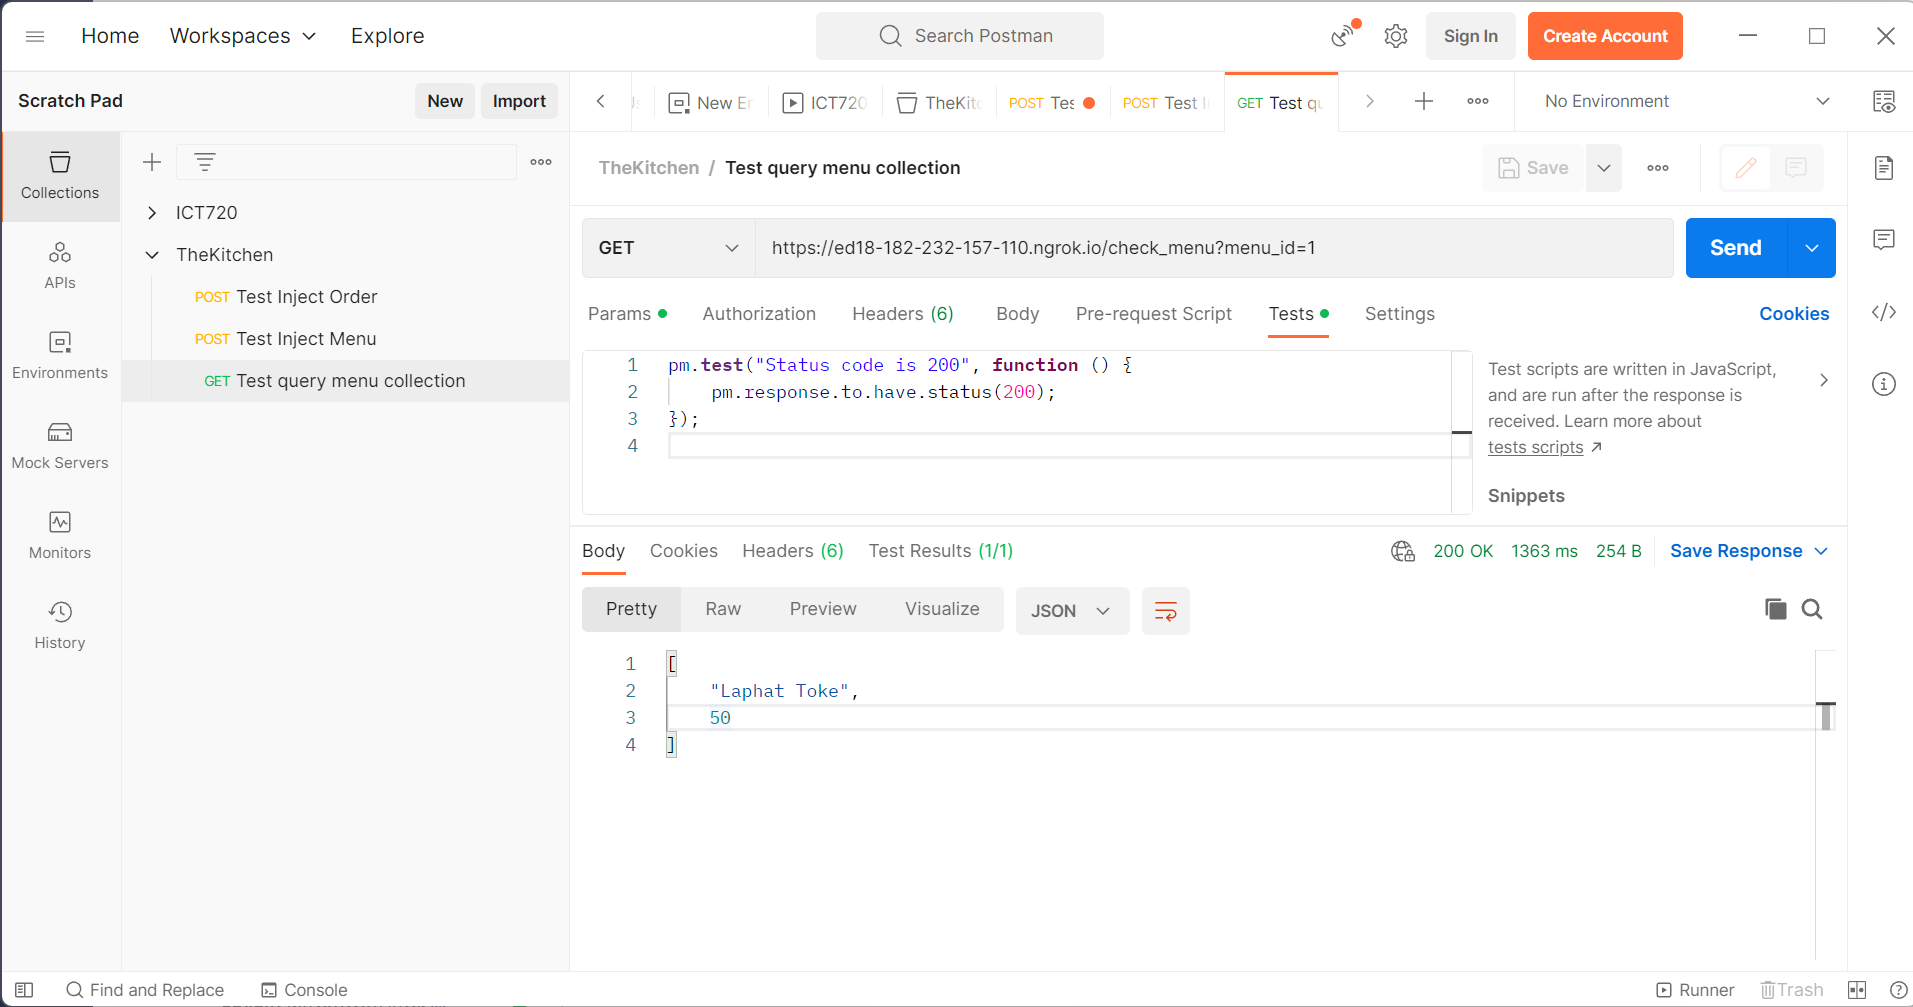 Home Workspaces Explore Search Postman Sign In Create Account
Scratch Pad New Import
New E ICT720 TheKit POST Tes POST Test GET Test qu No Environment
Collections
APIs
Environments
Mock Servers
Monitors
History
ICT720
TheKitchen
POST Test Inject Order
POST Test Inject Menu
GET Test query menu collection
TheKitchen / Test query menu collection Save
GET https://ed18-182-232-157-110.ngrok.io/check_menu?menu_id=1 Send
Params Authorization Headers (6) Body Pre-request Script Tests Settings Cookies
1 pm.test("Status code is 200", function () {
2 pm.response.to.have.status(200);
3 });
4
Test scripts are written in JavaScript,
and are run after the response is
received. Learn more about
tests scripts ↗
Snippets
Body Cookies Headers (6) Test Results (1/1) 200 OK 1363 ms 254 B Save Response
Pretty Raw Preview Visualize JSON
1 [
2 "Laphat Toke",
3 50
4 ]
Find and Replace Console Runner Trash